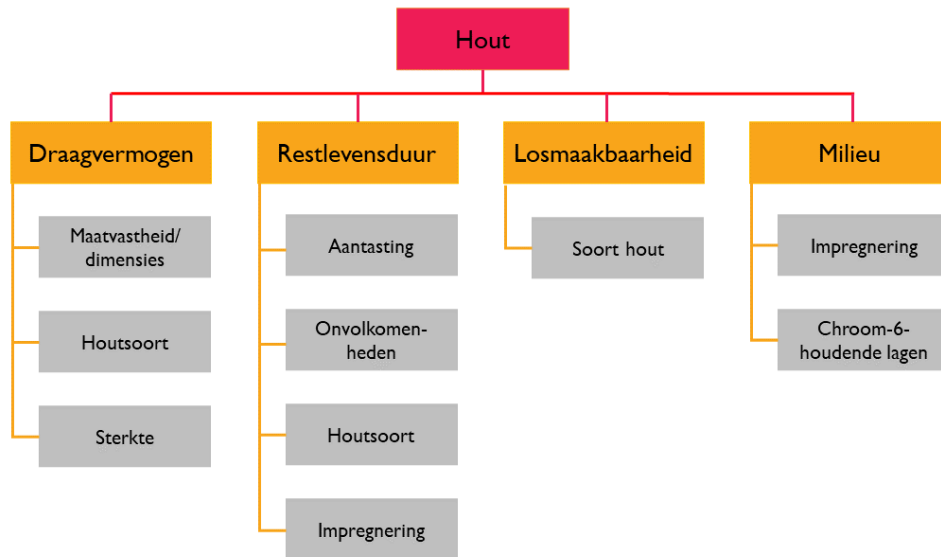 Hout
Draagvermogen
Maatvastheid/
dimensies
Houtsoort
Sterkte
Restlevensduur
Aantasting
Onvolkomen-
heden
Houtsoort
Impregnering
Losmaakbaarheid
Soort hout
Milieu
Impregnering
Chroom-6-
houdende lagen